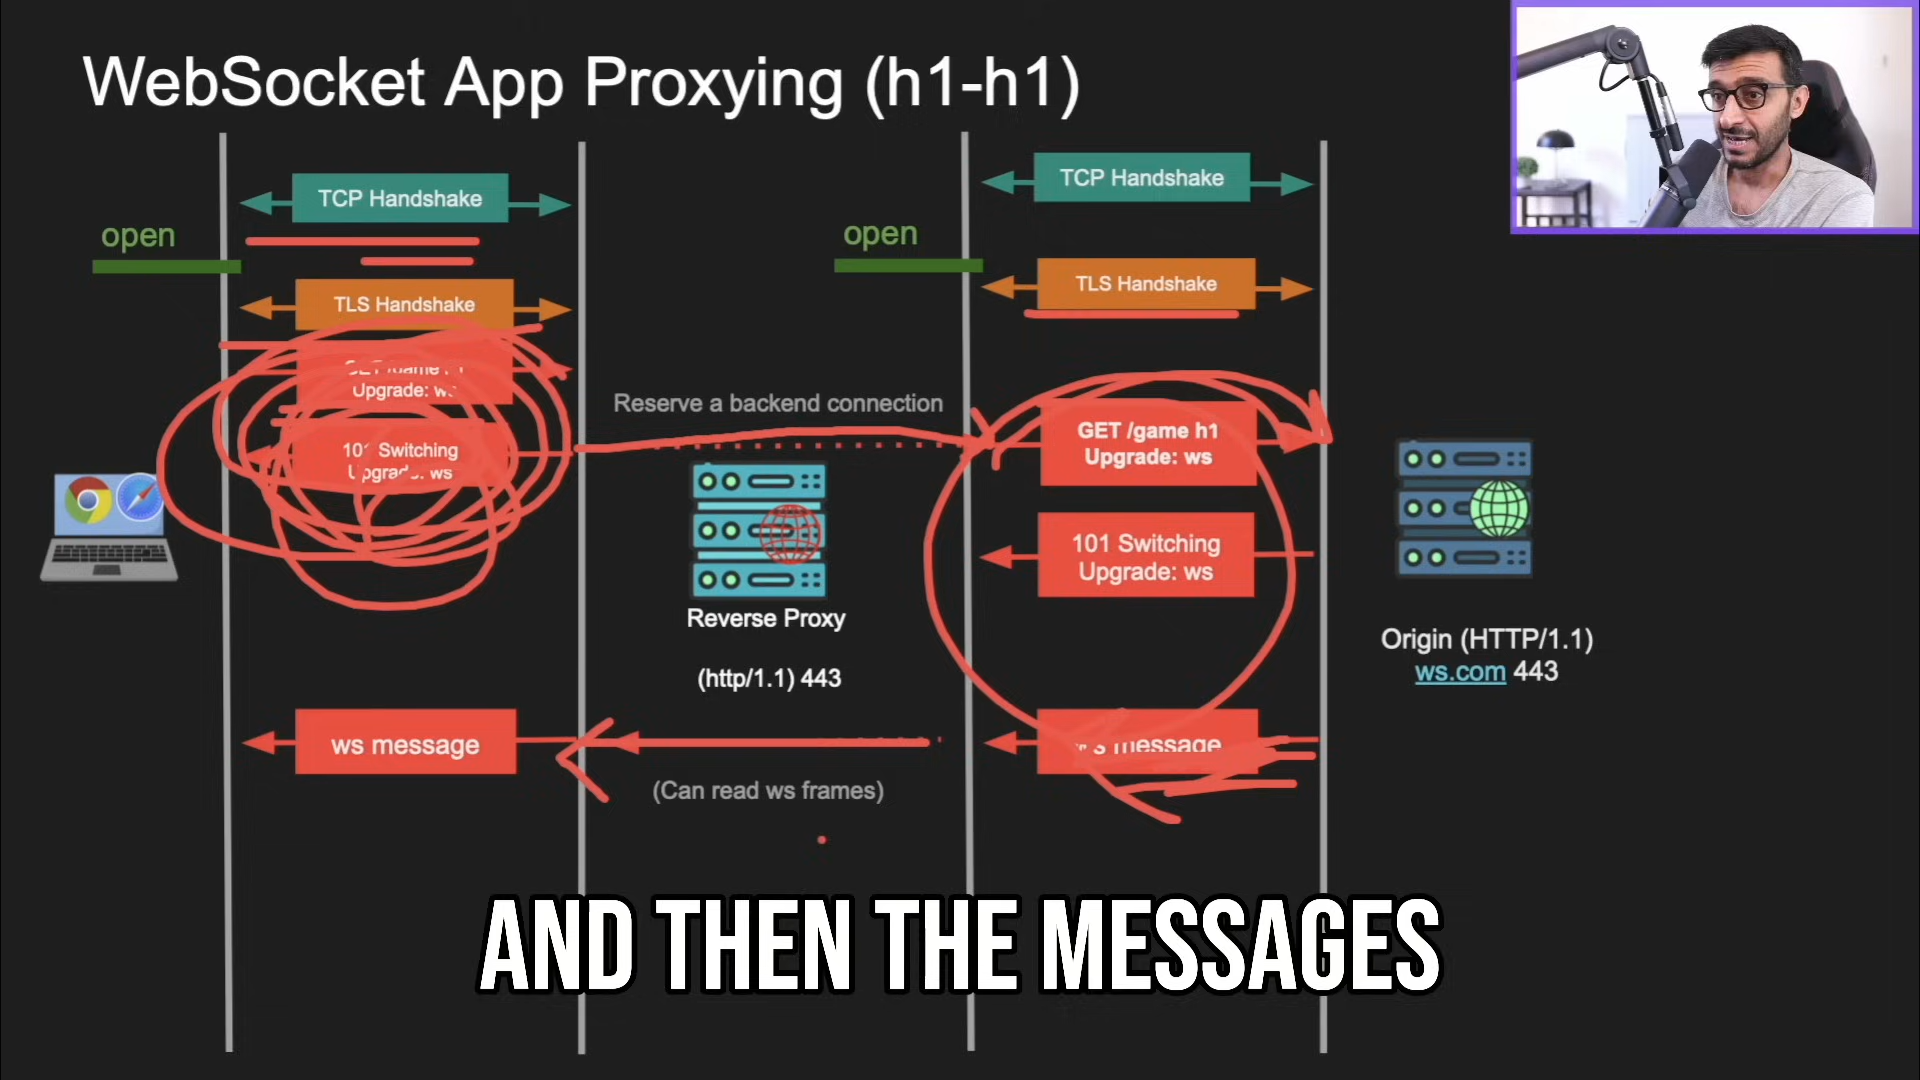 WebSocket App Proxying (h1-h1)
TCP Handshake
TCP Handshake
open
open
TLS Handshake
TLS Handshake
Upgrade: ws
Reserve a backend connection
GET /game h1
Upgrade: ws
Switching
ws
101 Switching
Upgrade: ws
Reverse Proxy
(http/1.1) 443
Origin (HTTP/1.1)
ws.com 443
ws message
message
(Can read ws frames)
AND THEN THE MESSAGES